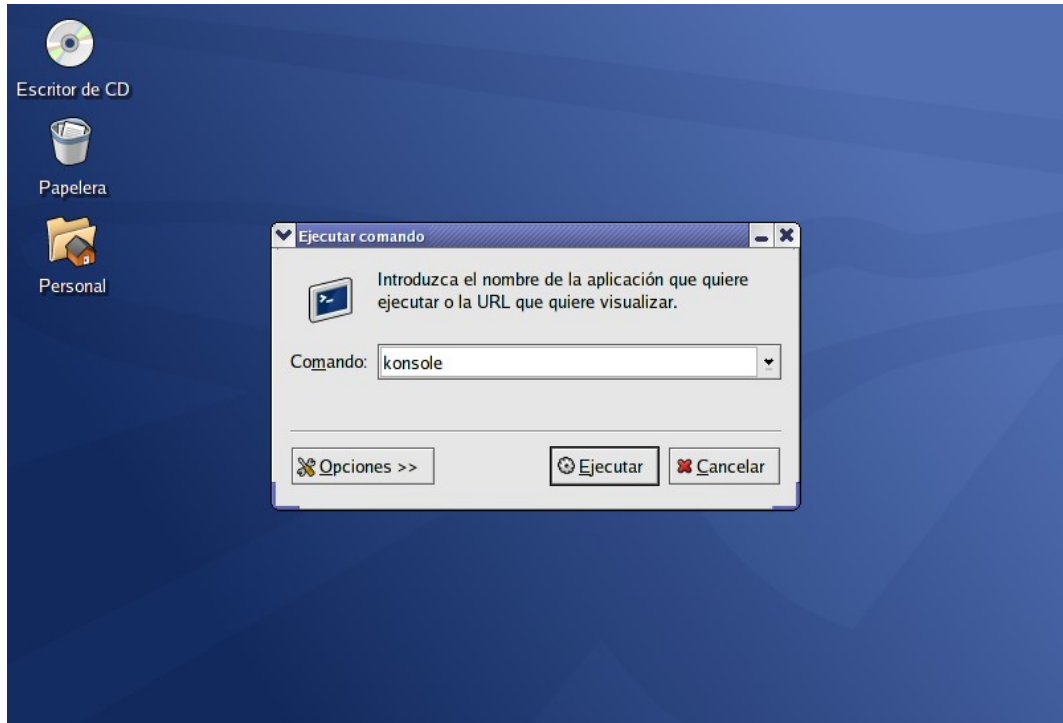 Escritor de CD
Papelera
Personal
Ejecutar comando
Introduzca el nombre de la aplicación que quiere
ejecutar o la URL que quiere visualizar.
Comando: konsole
Opciones >> Ejecutar Cancelar